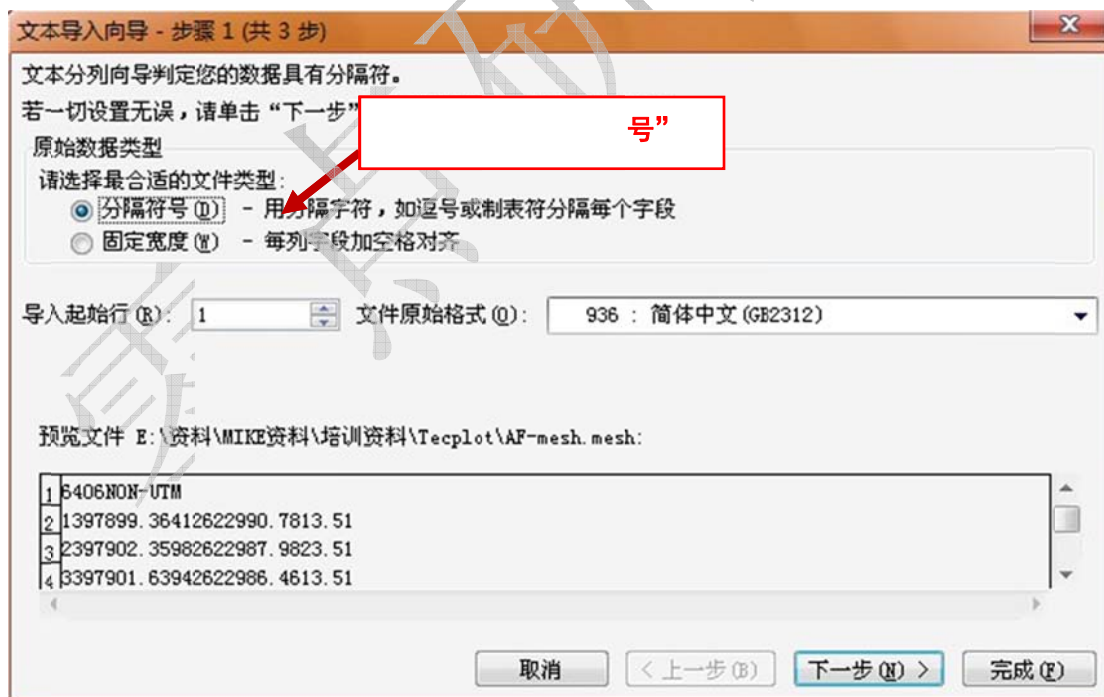 文本导入向导 - 步骤 1 (共 3 步)
文本分列向导判定您的数据具有分隔符。
若一切设置无误，请单击“下一步”
号”
原始数据类型
请选择最合适的文件类型:
分隔符号(D) - 用分隔字符，如逗号或制表符分隔每个字段
固定宽度(W) - 每列字段加空格对齐
导入起始行(R): 1 文件原始格式(O): 936 : 简体中文(GB2312)
预览文件 E:\资料\MIKE资料\培训资料\Tecplot\AF-mesh.mesh:
1 6406NON-UTM
2 1397899.36412622990.7813.51
3 2397902.35982622987.9823.51
4 3397901.63942622986.4613.51
取消 < 上一步(B) 下一步(N) > 完成(F)